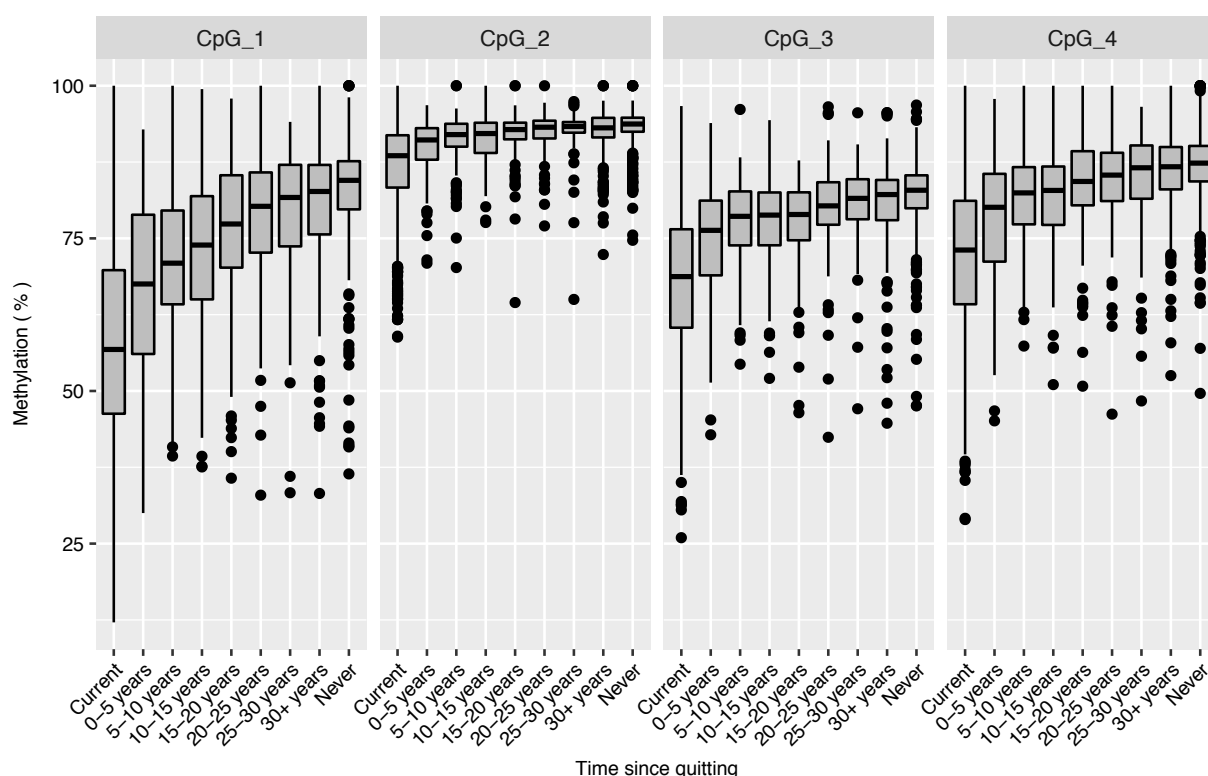 CpG_1
CpG_2
CpG_3
CpG_4
Methylation ( % )
100
75
50
25
Current
0−5 years
5−10 years
10−15 years
15−20 years
20−25 years
25−30 years
30+ years
Never
Current
0−5 years
5−10 years
10−15 years
15−20 years
20−25 years
25−30 years
30+ years
Never
Current
0−5 years
5−10 years
10−15 years
15−20 years
20−25 years
25−30 years
30+ years
Never
Current
0−5 years
5−10 years
10−15 years
15−20 years
20−25 years
25−30 years
30+ years
Never
Time since quitting